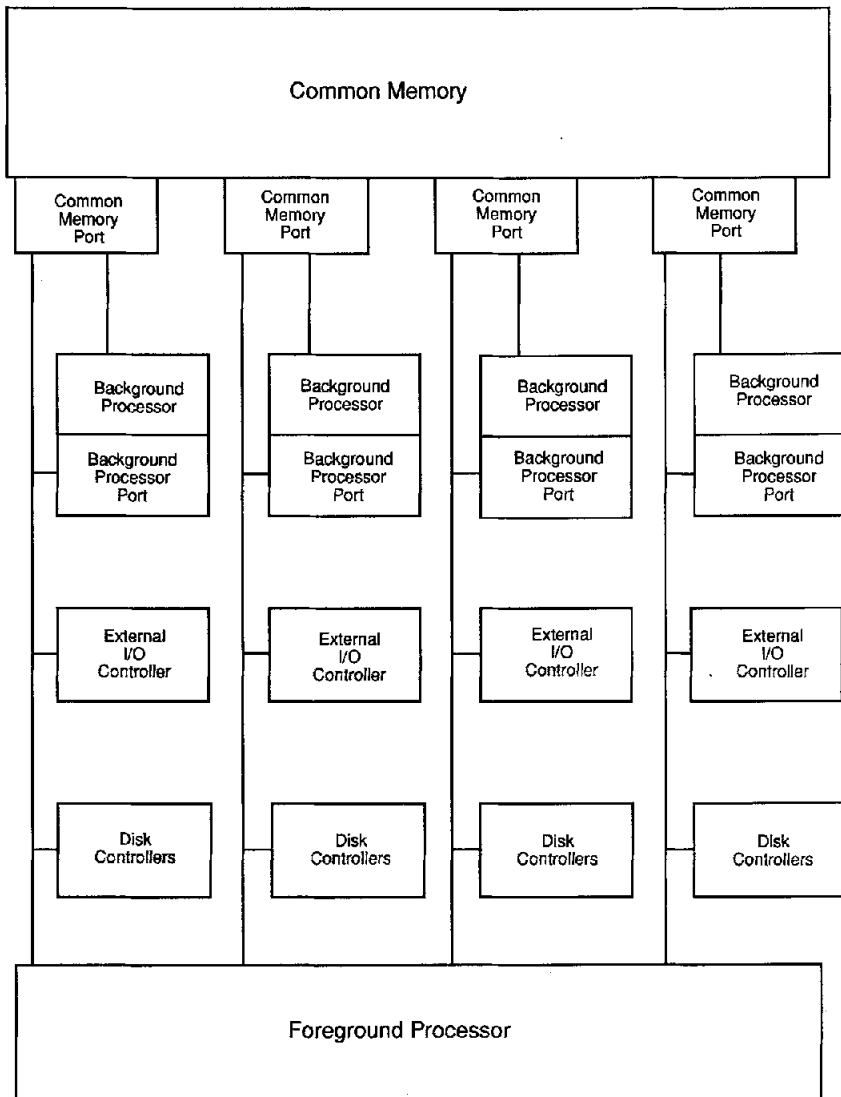 Common Memory
Common
Memory
Port
Common
Memory
Port
Common
Memory
Port
Common
Memory
Port
Background
Processor
Background
Processor
Background
Processor
Background
Processor
Background
Processor
Port
Background
Processor
Port
Background
Processor
Port
Background
Processor
Port
External
I/O
Controller
External
I/O
Controller
External
I/O
Controller
External
I/O
Controller
Disk
Controllers
Disk
Controllers
Disk
Controllers
Disk
Controllers
Foreground Processor